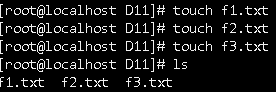 [root@localhost D11]# touch f1.txt
[root@localhost D11]# touch f2.txt
[root@localhost D11]# touch f3.txt
[root@localhost D11]# ls
f1.txt  f2.txt  f3.txt